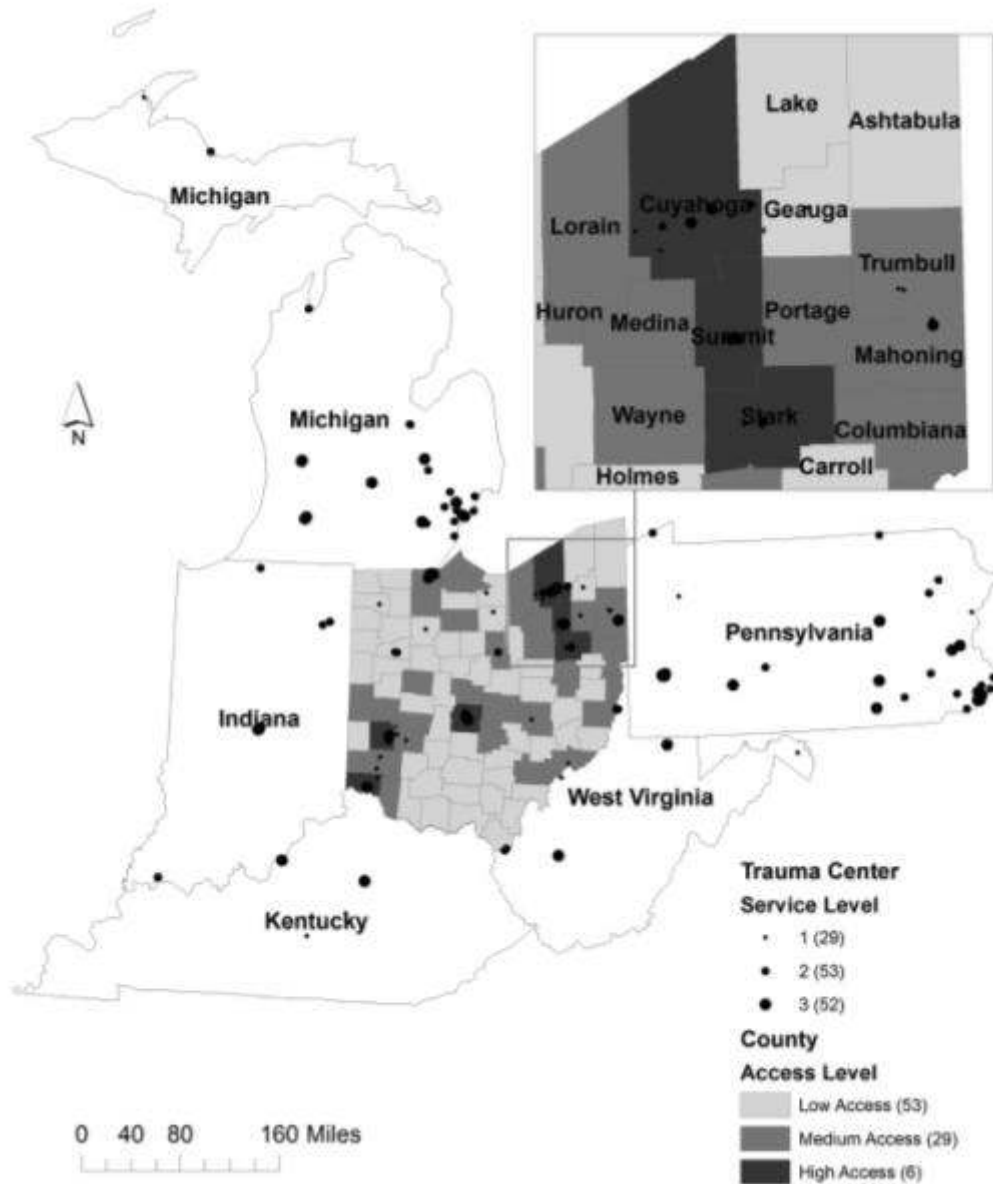 Lake
Ashtabula
Michigan
Cuyahoga
Geauga
Lorain
Trumbull
Huron
Medina
Portage
Summit
Mahoning
N
Michigan
Wayne
Stark
Columbiana
Carroll
Holmes
Pennsylvania
Indiana
West Virginia
Kentucky
Trauma Center
Service Level
1 (29)
2 (53)
3 (52)
County
Access Level
Low Access (53)
Medium Access (29)
High Access (6)
0 40 80 160 Miles